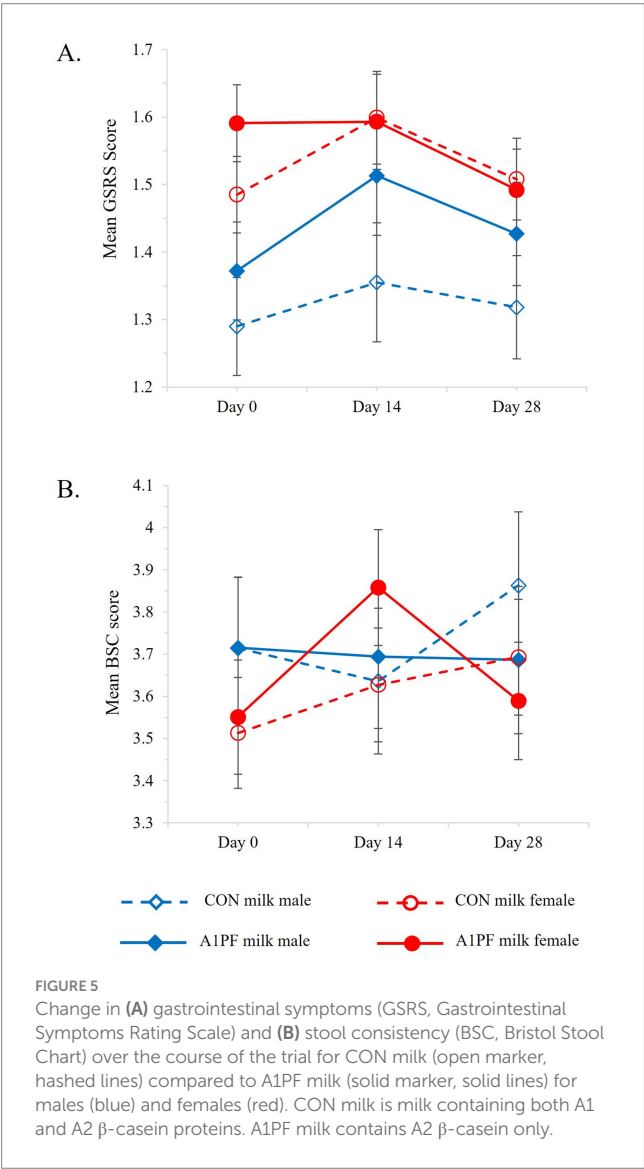 A.
1.7
1.6
1.5
1.4
1.3
1.2
Mean GSRS Score
Day 0 Day 14 Day 28
B.
4.1
4
3.9
3.8
3.7
3.6
3.5
3.4
3.3
Mean BSC score
Day 0 Day 14 Day 28
CON milk male CON milk female
A1PF milk male A1PF milk female
FIGURE 5
Change in (A) gastrointestinal symptoms (GSRS, Gastrointestinal
Symptoms Rating Scale) and (B) stool consistency (BSC, Bristol Stool
Chart) over the course of the trial for CON milk (open marker,
hashed lines) compared to A1PF milk (solid marker, solid lines) for
males (blue) and females (red). CON milk is milk containing both A1
and A2 β-casein proteins. A1PF milk contains A2 β-casein only.